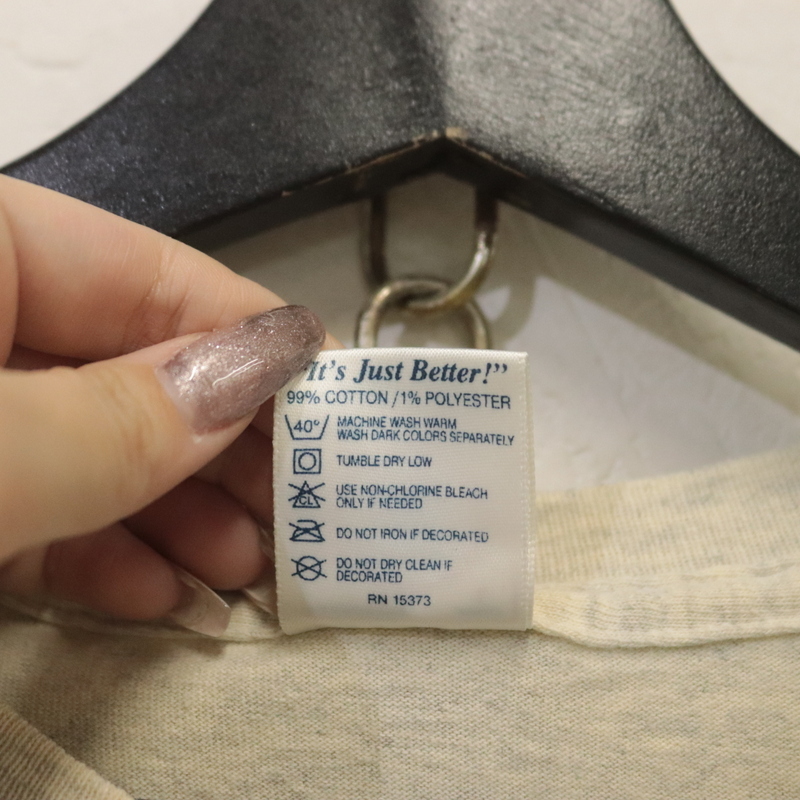 "It's Just Better!"
99% COTTON /1% POLYESTER
40° MACHINE WASH WARM
WASH DARK COLORS SEPARATELY
TUMBLE DRY LOW
CL USE NON-CHLORINE BLEACH
ONLY IF NEEDED
DO NOT IRON IF DECORATED
DO NOT DRY CLEAN IF
DECORATED
RN 15373